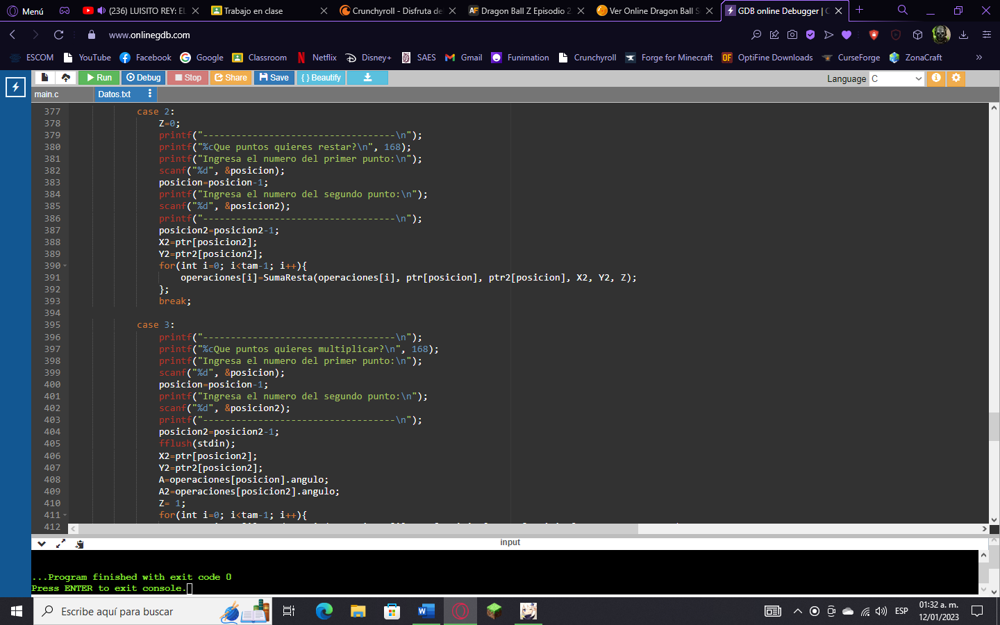 Menú
(236) LUISITO REY: EL
Trabajo en clase
Crunchyroll - Disfruta de
AF Dragon Ball Z Episodio 2
Ver Online Dragon Ball S
GDB online Debugger | C
www.onlinegdb.com
ESCOM YouTube Facebook Google Classroom Netflix Disney+ SAES Gmail Funimation Crunchyroll Forge for Minecraft OF OptiFine Downloads CurseForge ZonaCraft »
Run Debug Stop Share Save { } Beautify Language C
main.c Datos.txt
377 case 2:
378 Z=0;
379 printf("-----------------------------------\n");
380 printf("%cQue puntos quieres restar?\n", 168);
381 printf("Ingresa el numero del primer punto:\n");
382 scanf("%d", &posicion);
383 posicion=posicion-1;
384 printf("Ingresa el numero del segundo punto:\n");
385 scanf("%d", &posicion2);
386 printf("-----------------------------------\n");
387 posicion2=posicion2-1;
388 X2=ptr[posicion2];
389 Y2=ptr2[posicion2];
390 for(int i=0; i<tam-1; i++){
391 operaciones[i]=SumaResta(operaciones[i], ptr[posicion], ptr2[posicion], X2, Y2, Z);
392 };
393 break;
394
395 case 3:
396 printf("-----------------------------------\n");
397 printf("%cQue puntos quieres multiplicar?\n", 168);
398 printf("Ingresa el numero del primer punto:\n");
399 scanf("%d", &posicion);
400 posicion=posicion-1;
401 printf("Ingresa el numero del segundo punto:\n");
402 scanf("%d", &posicion2);
403 printf("-----------------------------------\n");
404 posicion2=posicion2-1;
405 fflush(stdin);
406 X2=ptr[posicion2];
407 Y2=ptr2[posicion2];
408 A=operaciones[posicion].angulo;
409 A2=operaciones[posicion2].angulo;
410 Z= 1;
411 for(int i=0; i<tam-1; i++){
412
input
...Program finished with exit code 0
Press ENTER to exit console.
Escribe aquí para buscar
ESP
01:32 a. m.
12/01/2023